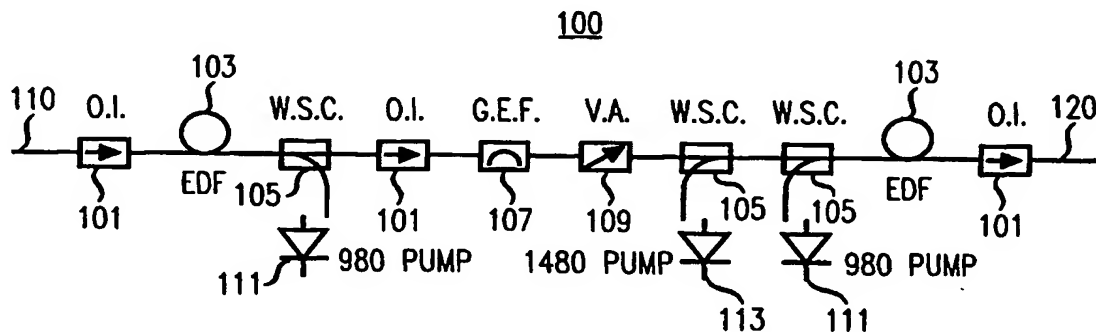 100
103
103
110
O.I.
W.S.C.
O.I.
G.E.F.
V.A.
W.S.C.
W.S.C.
O.I.
120
EDF
105
105
105
EDF
101
101
107
109
101
980 PUMP
1480 PUMP
980 PUMP
111
113
111